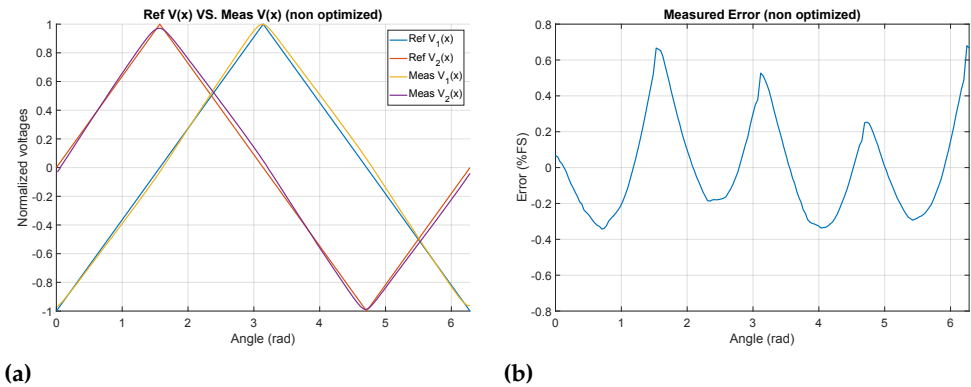 Ref V(x) VS. Meas V(x) (non optimized)
1
0.8
0.6
0.4
0.2
0
-0.2
-0.4
-0.6
-0.8
-1
Normalized voltages
0 1 2 3 4 5 6
Angle (rad)
Ref V1(x)
Ref V2(x)
Meas V1(x)
Meas V2(x)
(a)
Measured Error (non optimized)
0.8
0.6
0.4
0.2
0
-0.2
-0.4
-0.6
-0.8
Error (%FS)
0 1 2 3 4 5 6
Angle (rad)
(b)